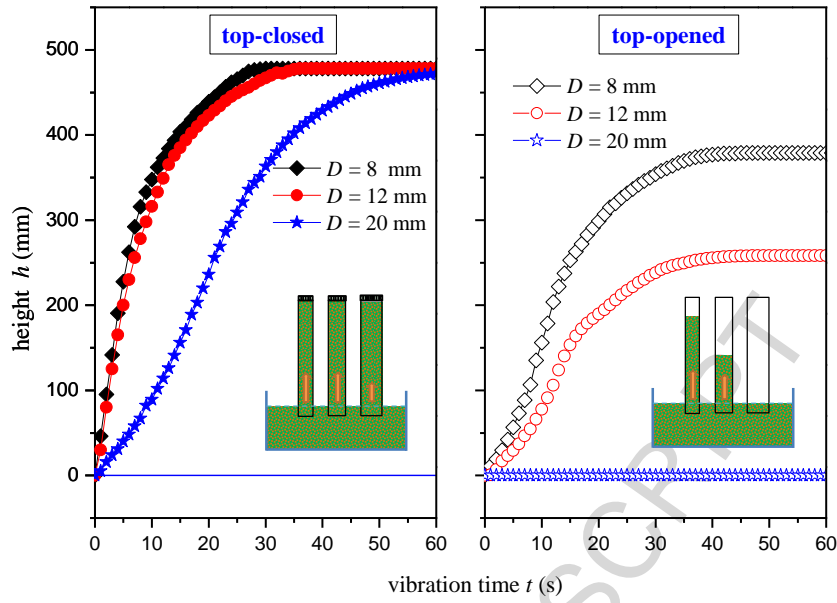 top-closed
top-opened
height h (mm)
500
400
300
200
100
0
D = 8 mm
D = 12 mm
D = 20 mm
D = 8 mm
D = 12 mm
D = 20 mm
0 10 20 30 40 50 60
0 10 20 30 40 50 60
vibration time t (s)
SCRIPT